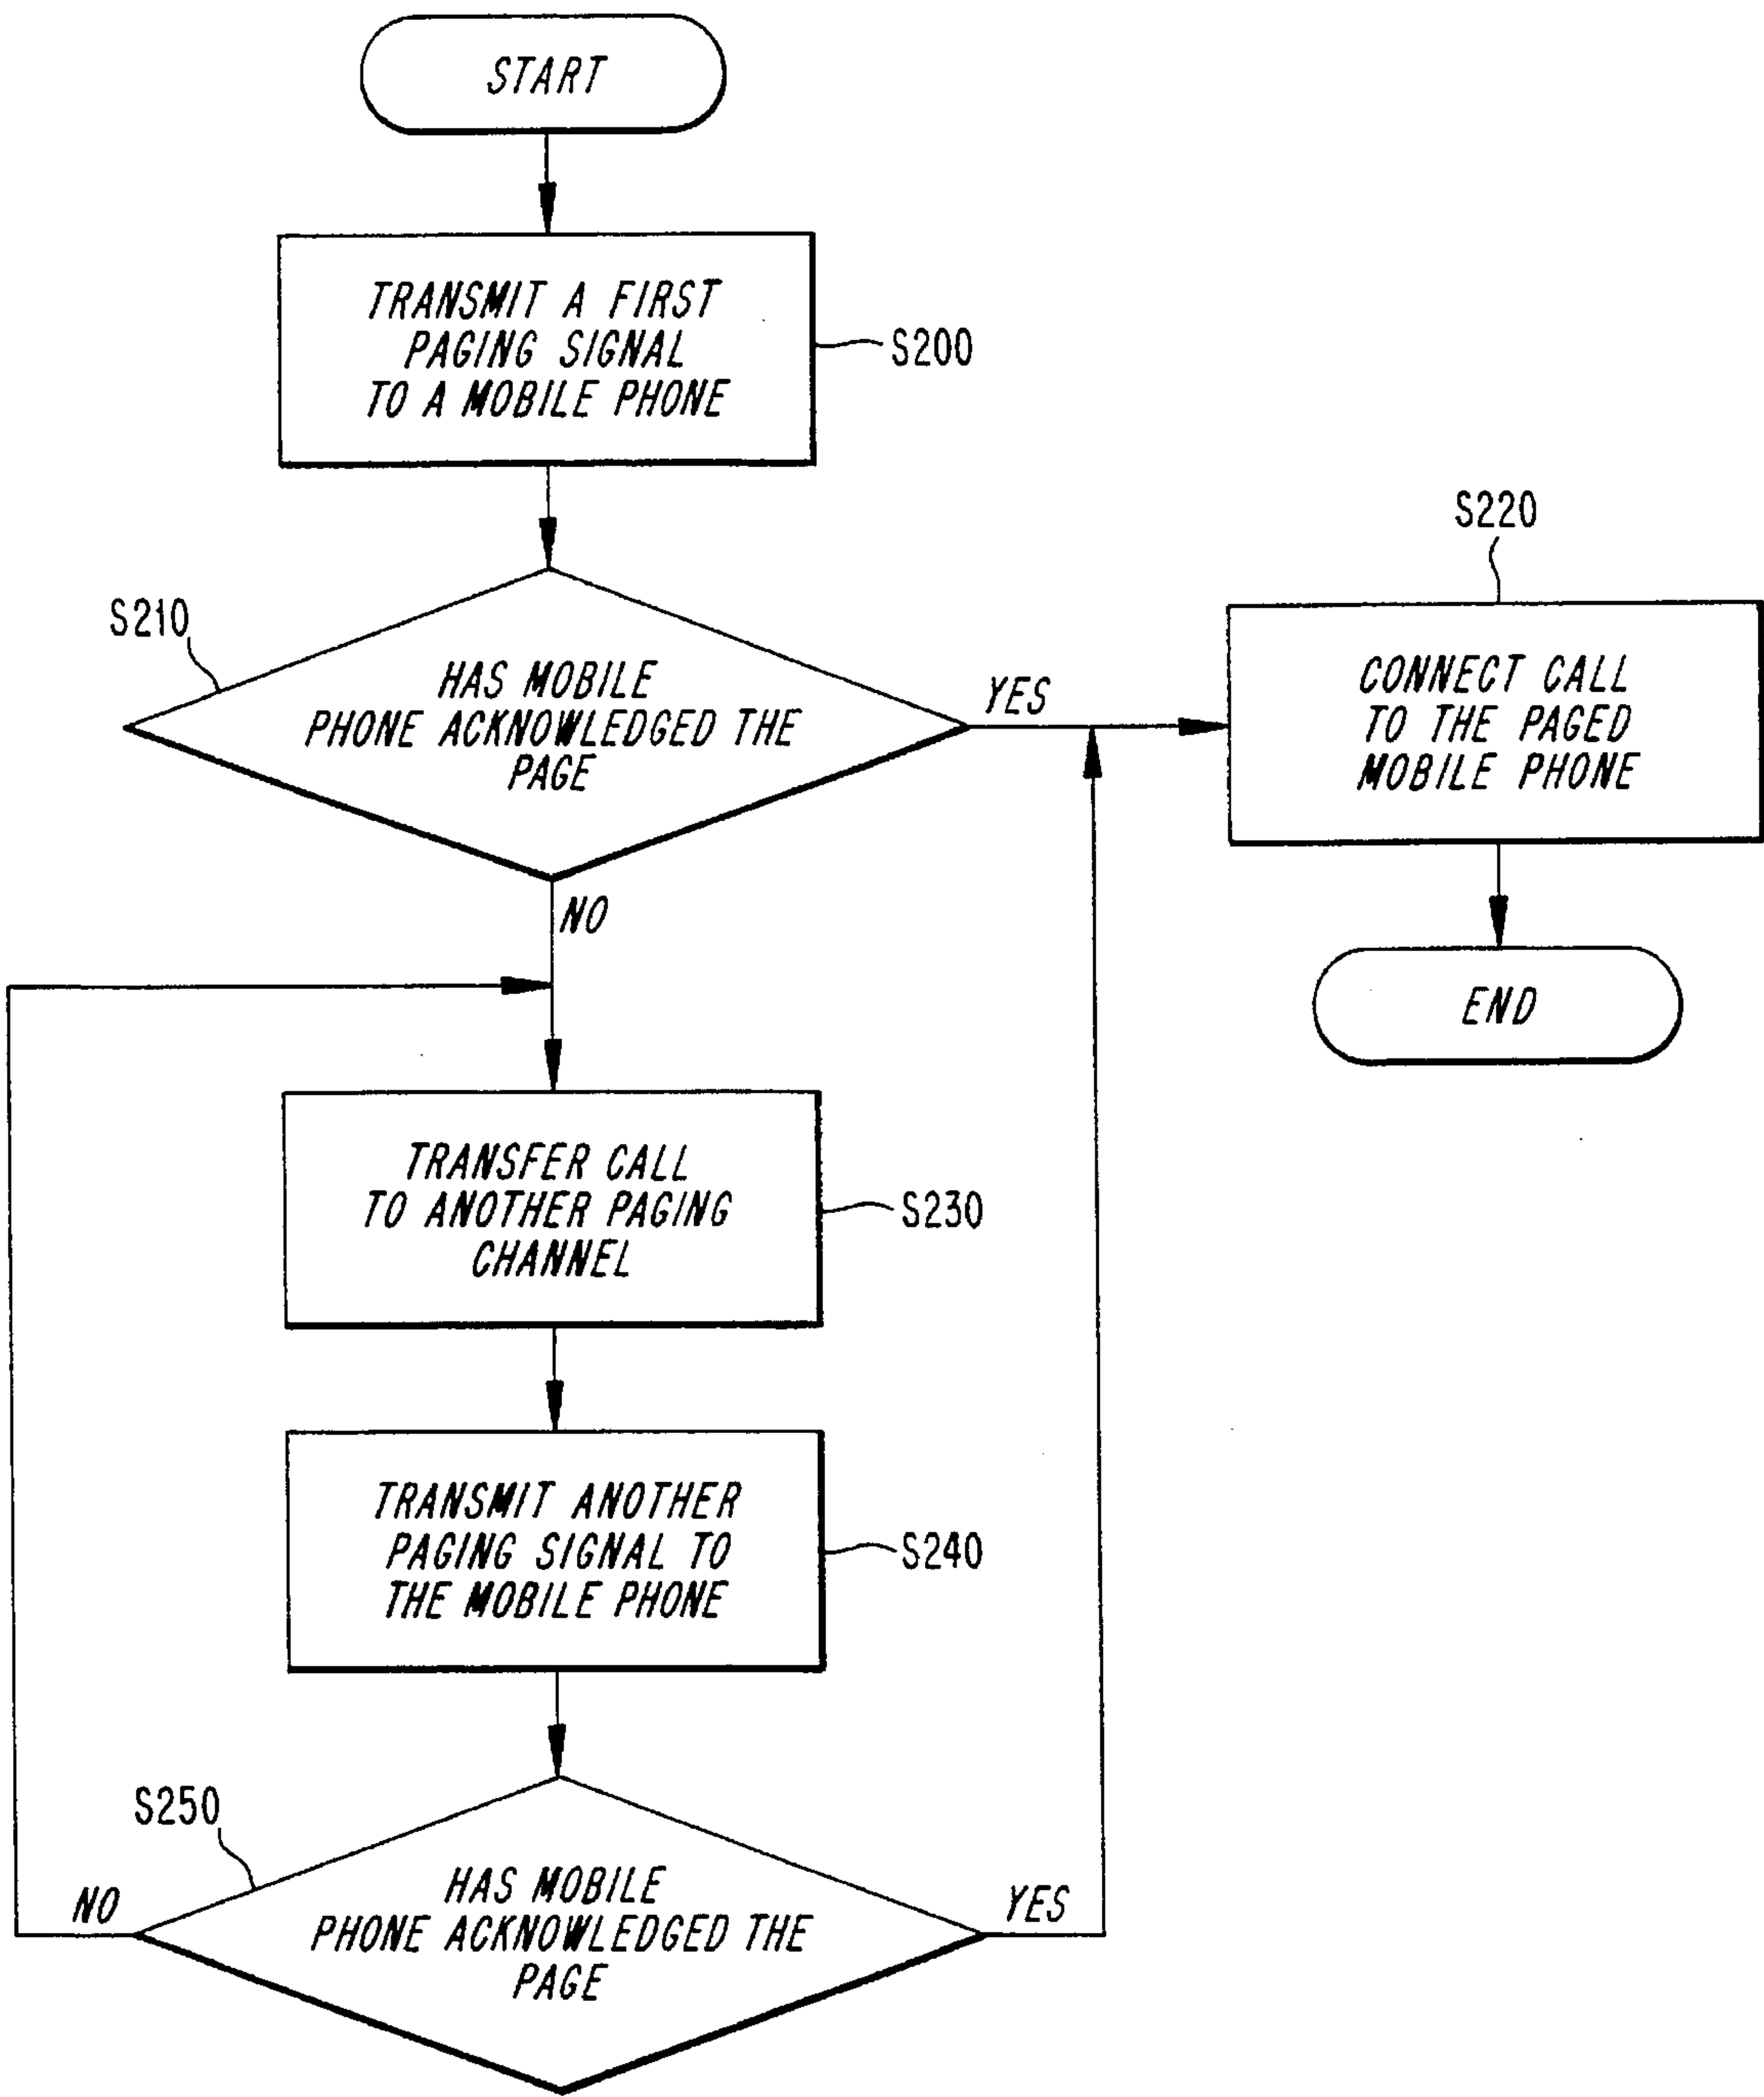 START
TRANSMIT A FIRST
PAGING SIGNAL
TO A MOBILE PHONE
S200
S210
HAS MOBILE
PHONE ACKNOWLEDGED THE
PAGE
YES
NO
S220
CONNECT CALL
TO THE PAGED
MOBILE PHONE
END
TRANSFER CALL
TO ANOTHER PAGING
CHANNEL
S230
TRANSMIT ANOTHER
PAGING SIGNAL TO
THE MOBILE PHONE
S240
S250
HAS MOBILE
PHONE ACKNOWLEDGED THE
PAGE
NO
YES